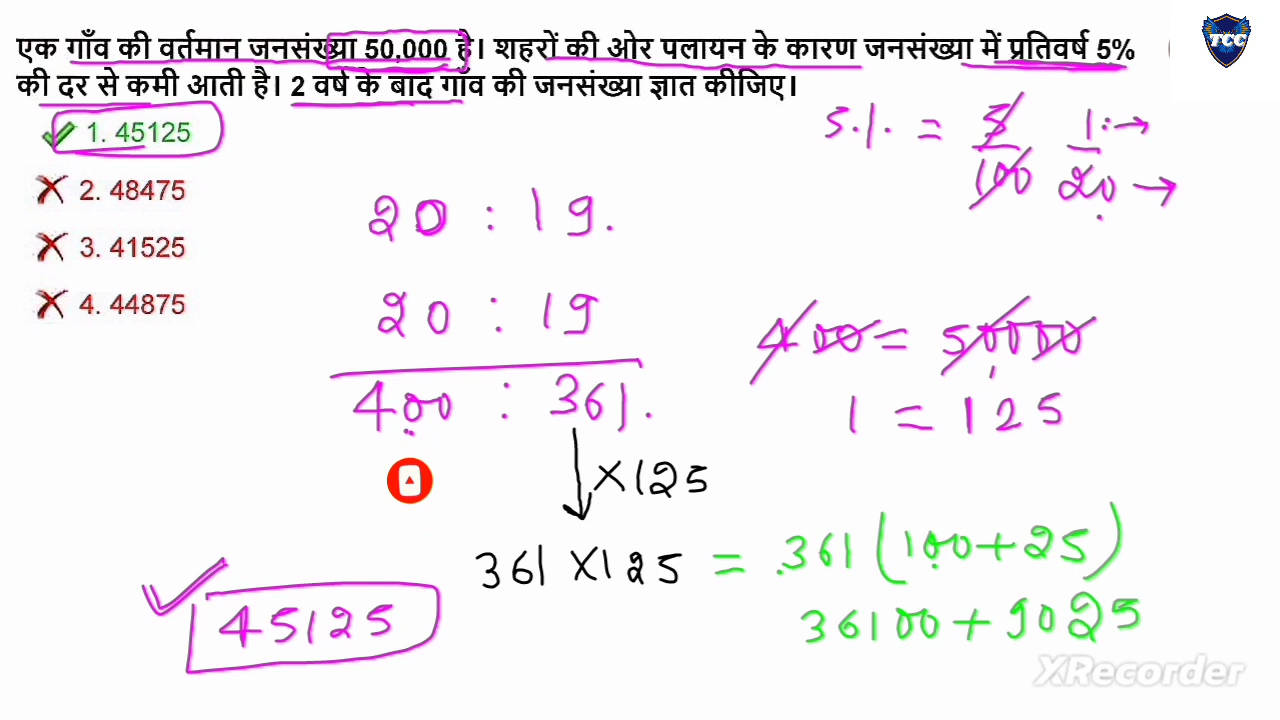 एक गाँव की वर्तमान जनसंख्या 50,000 है। शहरों की ओर पलायन के कारण जनसंख्या में प्रतिवर्ष 5%
की दर से कमी आती है। 2 वर्ष के बाद गाँव की जनसंख्या ज्ञात कीजिए।
TCC
1. 45125
2. 48475
3. 41525
4. 44875
5.1. = 5/100 1/20
20 : 19.
20 : 19
400 : 361.
400 = 50000
1 = 125
×125
361 ×125 = 361 (100+25)
36100 + 9025
45125
XRecorder